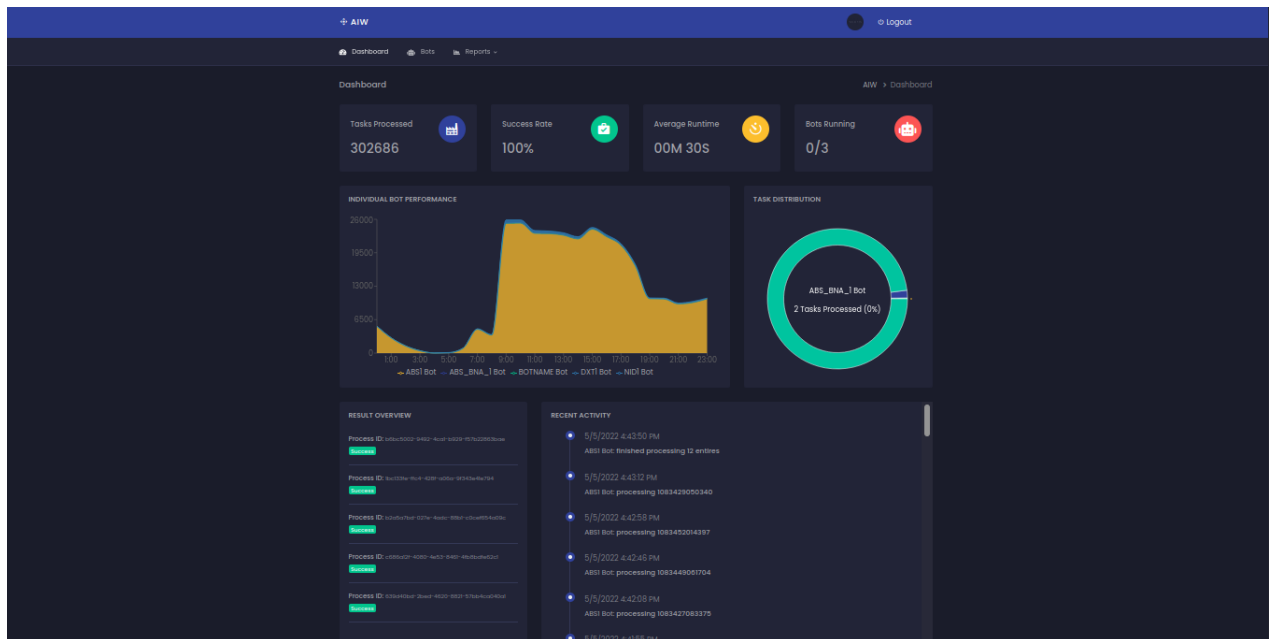 AIW
Logout
Dashboard Bots Reports
Dashboard
AIW > Dashboard
Tasks Processed
302686
Success Rate
100%
Average Runtime
00M 30S
Bots Running
0/3
INDIVIDUAL BOT PERFORMANCE
26000
19500
13000
6500
0
1:00 3:00 5:00 7:00 9:00 11:00 13:00 15:00 17:00 19:00 21:00 23:00
ABS1 Bot ABS_BNA_1 Bot BOTNAME Bot DXT1 Bot NID1 Bot
TASK DISTRIBUTION
ABS_BNA_1 Bot
2 Tasks Processed (0%)
RESULT OVERVIEW
Process ID:
Success
Process ID:
Success
Process ID:
Success
Process ID:
Success
Process ID:
Success
RECENT ACTIVITY
5/5/2022 4:43:50 PM
ABS1 Bot: finished processing 12 entires
5/5/2022 4:43:12 PM
ABS1 Bot: processing 1083429050340
5/5/2022 4:42:58 PM
ABS1 Bot: processing 1083452014397
5/5/2022 4:42:46 PM
ABS1 Bot: processing 1083449061704
5/5/2022 4:42:08 PM
ABS1 Bot: processing 1083427083375